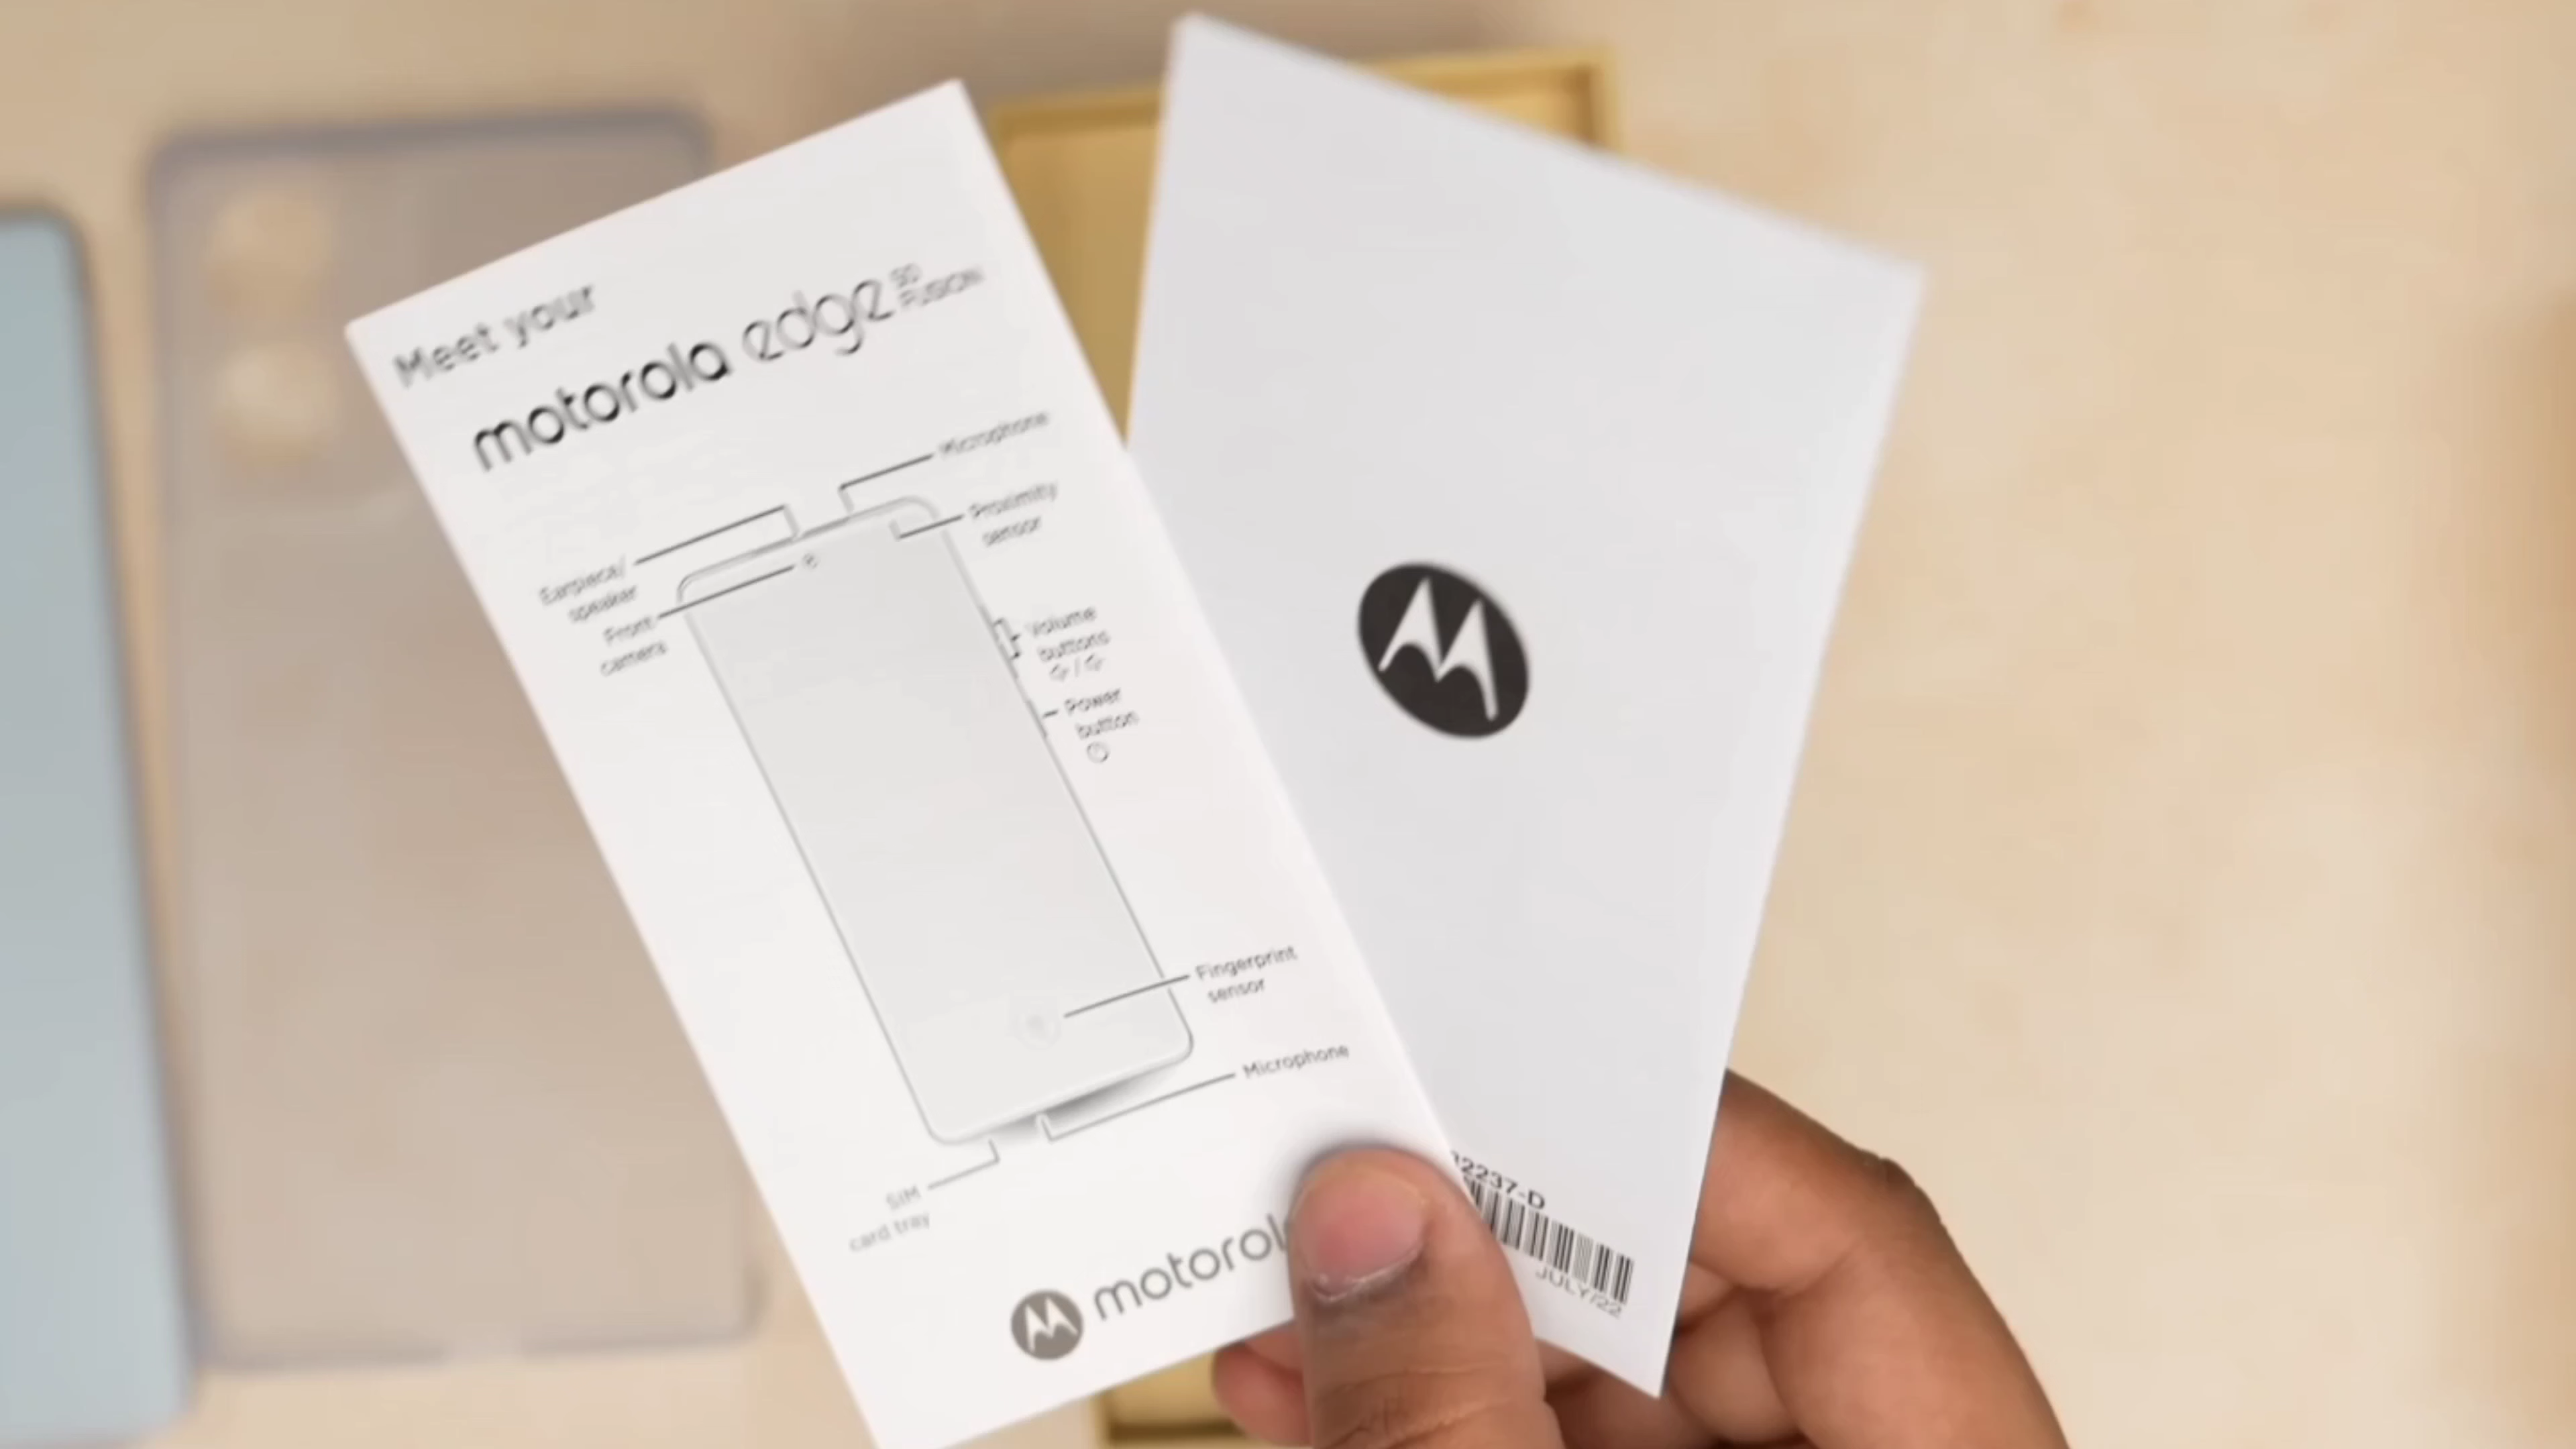 Meet your
motorola edge 50
FUSION
Microphone
Proximity
sensor
Earpiece/
speaker
Front
camera
Volume
buttons
/
Power
button
Fingerprint
sensor
Microphone
SIM
card tray
motorol
2237-D
JULY/22